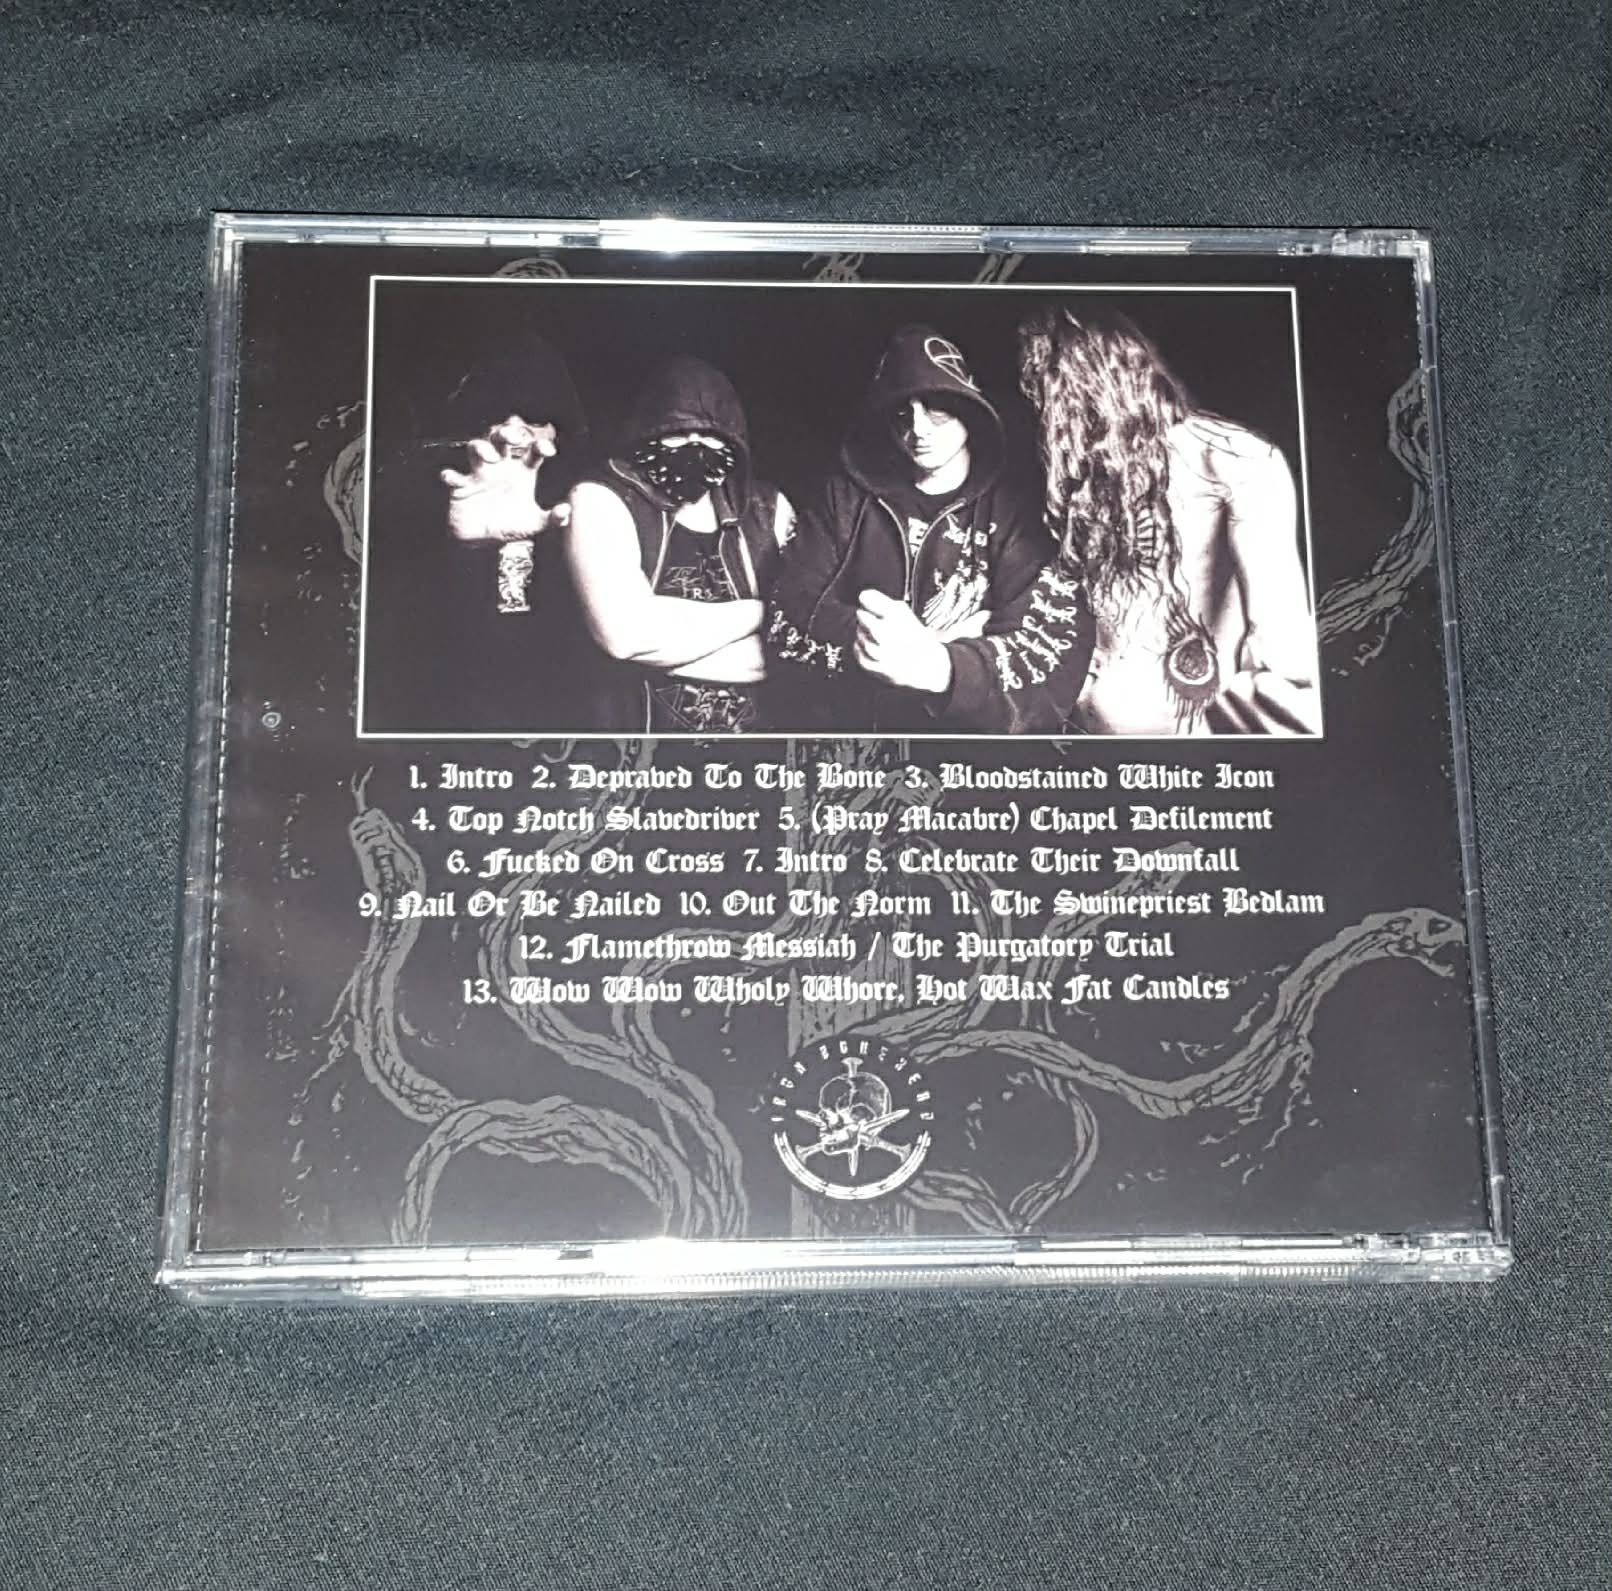 1. Intro 2. Depraved To The Bone 3. Bloodstained White Icon
4. Top Notch Slavedriver 5. (Pray Macabre) Chapel Defilement
6. Fucked On Cross 7. Intro 8. Celebrate Their Downfall
9. Nail Or Be Nailed 10. Out The Norm 11. The Swinepriest Bedlam
12. Flamethrow Messiah / The Purgatory Trial
13. Wow Wow Wholy Whore, Hot Wax Fat Candles
IRON BONEHEAD